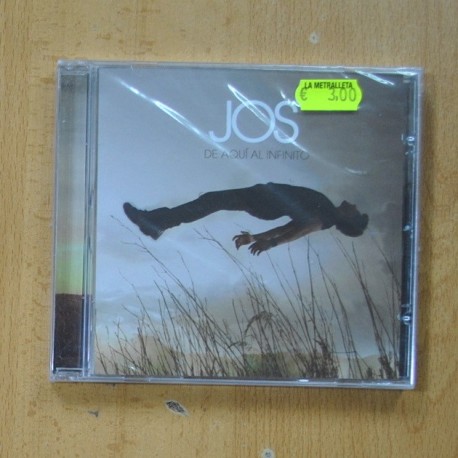 LA METRALLETA
€ 3.00
JOS
DE AQUÍ AL INFINITO